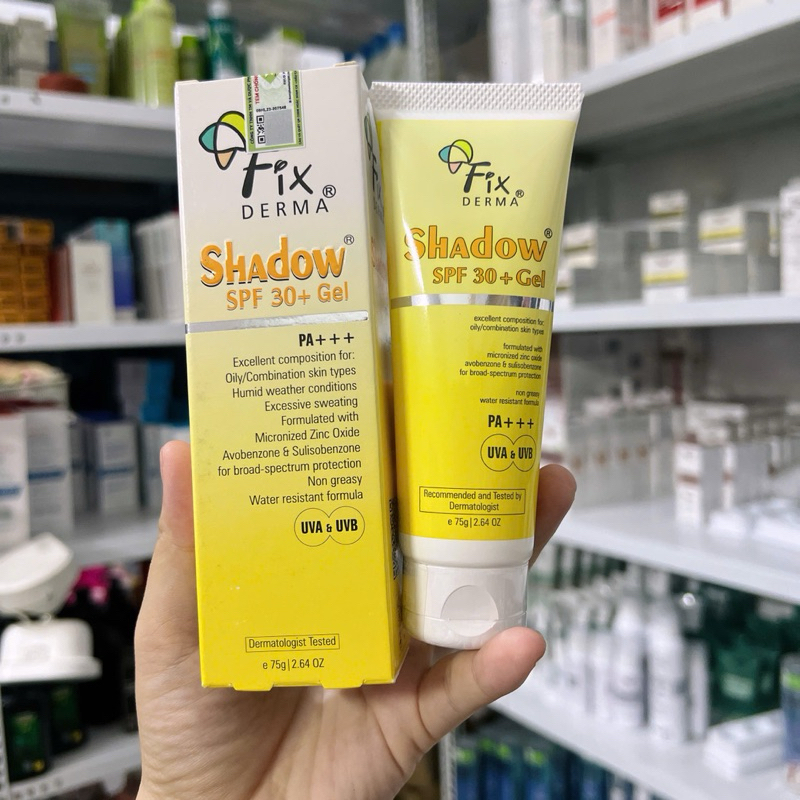 Fix®
DERMA
Shadow®
SPF 30+ Gel
PA+++
Excellent composition for:
Oily/Combination skin types
Humid weather conditions
Excessive sweating
Formulated with
Micronized Zinc Oxide
Avobenzone & Sulisobenzone
for broad-spectrum protection
Non greasy
Water resistant formula
UVA & UVB
Dermatologist Tested
e 75g|2.64 OZ
Fix®
DERMA
Shadow®
SPF 30+Gel
excellent composition for:
oily/combination skin types
formulated with
micronized zinc oxide
avobenzone & sulisobenzone
for broad-spectrum protection
non greasy
water resistant formula
PA+++
UVA & UVB
Recommended and Tested by
Dermatologist
e 75g|2.64 OZ